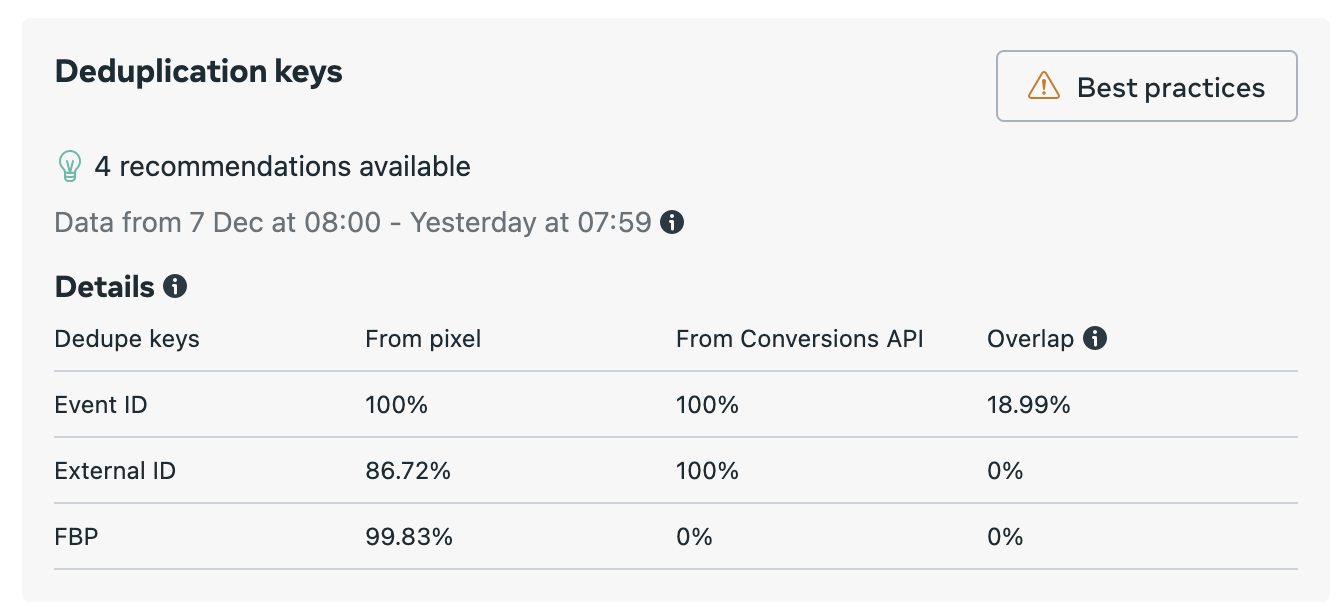 Deduplication keys
Best practices
4 recommendations available
Data from 7 Dec at 08:00 - Yesterday at 07:59
Details
Dedupe keys From pixel From Conversions API Overlap
Event ID 100% 100% 18.99%
External ID 86.72% 100% 0%
FBP 99.83% 0% 0%